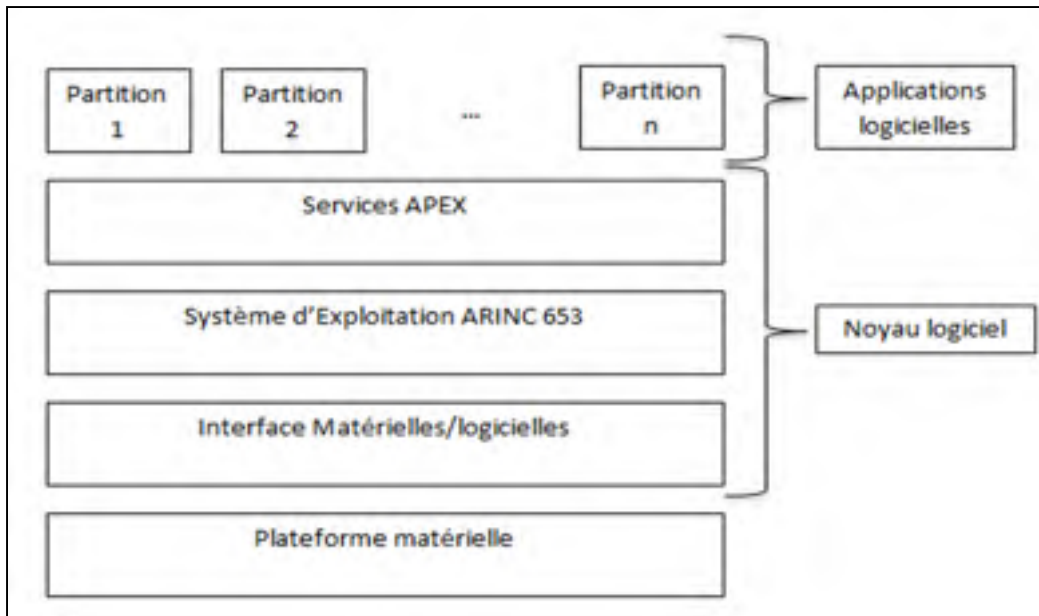 Partition
1
Partition
2
...
Partition
n
Applications
logicielles
Services APEX
Système d'Exploitation ARINC 653
Noyau logiciel
Interface Matérielles/logicielles
Plateforme matérielle